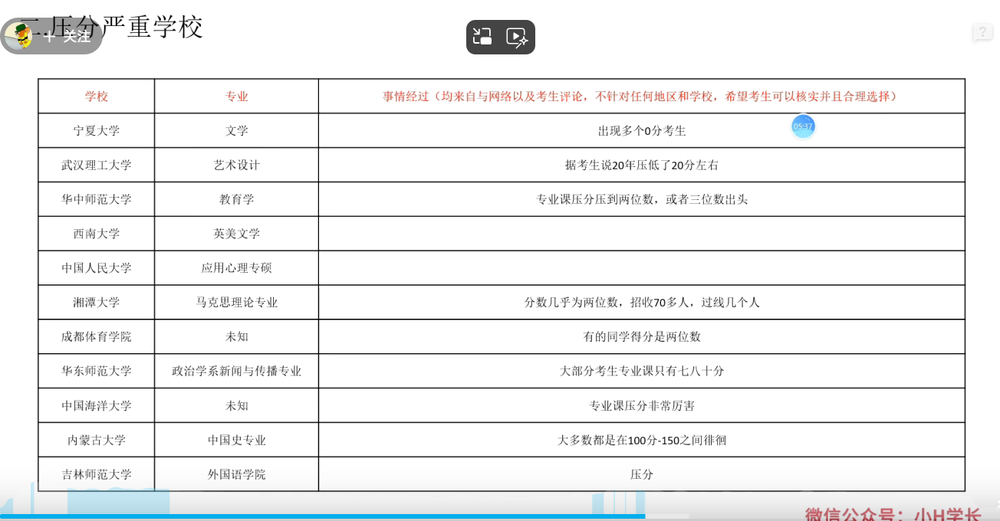 二.压分严重学校
+ 关注
学校 专业 事情经过（均来自与网络以及考生评论，不针对任何地区和学校，希望考生可以核实并且合理选择）
宁夏大学 文学 出现多个0分考生
05:37
武汉理工大学 艺术设计 据考生说20年压低了20分左右
华中师范大学 教育学 专业课压分压到两位数，或者三位数出头
西南大学 英美文学
中国人民大学 应用心理专硕
湘潭大学 马克思理论专业 分数几乎为两位数，招收70多人，过线几个人
成都体育学院 未知 有的同学得分是两位数
华东师范大学 政治学系新闻与传播专业 大部分考生专业课只有七八十分
中国海洋大学 未知 专业课压分非常厉害
内蒙古大学 中国史专业 大多数都是在100分-150之间徘徊
吉林师范大学 外国语学院 压分
微信公众号：小H学长